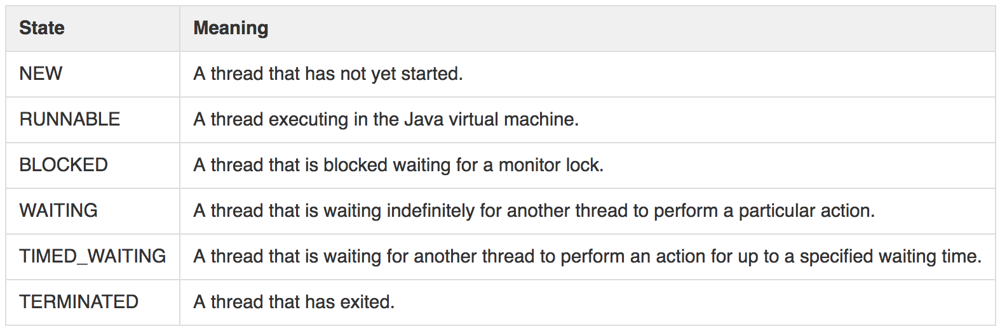 State Meaning
NEW A thread that has not yet started.
RUNNABLE A thread executing in the Java virtual machine.
BLOCKED A thread that is blocked waiting for a monitor lock.
WAITING A thread that is waiting indefinitely for another thread to perform a particular action.
TIMED_WAITING A thread that is waiting for another thread to perform an action for up to a specified waiting time.
TERMINATED A thread that has exited.